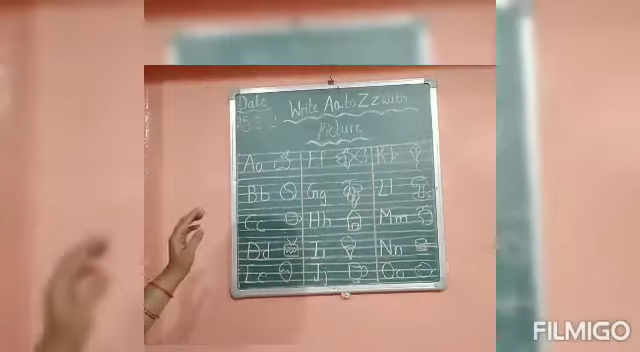 Date
Write Aa to Zz with
Picture
Aa Ff Kk
Bb Gg Ll
Cc Hh Mm
Dd Ii Nn
Ee Jj Oo
FILMIGO